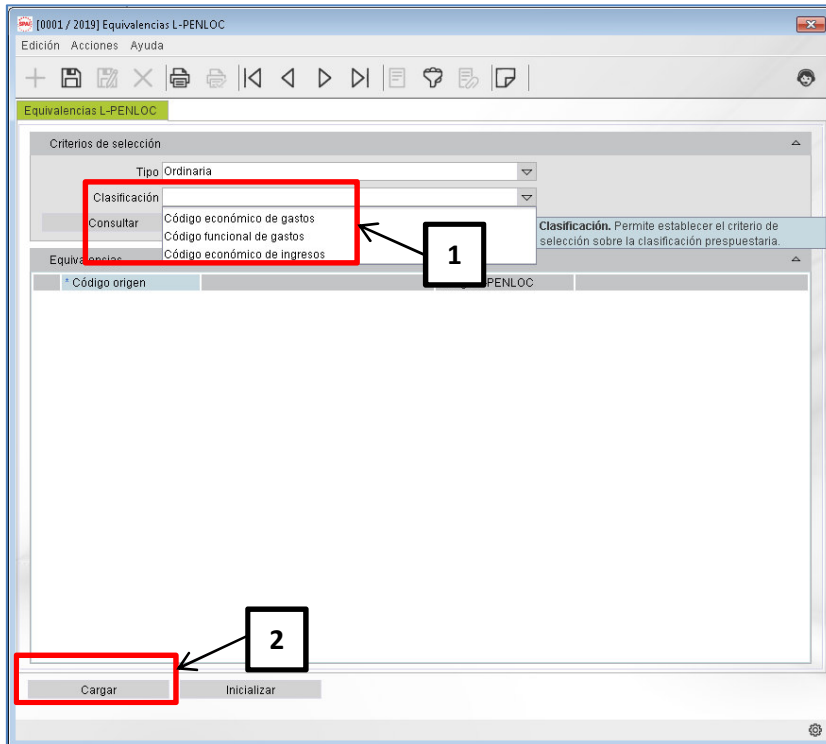 [0001 / 2019] Equivalencias L-PENLOC
Edición Acciones Ayuda
Equivalencias L-PENLOC
Criterios de selección
Tipo Ordinaria
Clasificación
Consultar
Código económico de gastos
Código funcional de gastos
Código económico de ingresos
1
Clasificación. Permite establecer el criterio de
selección sobre la clasificación prespuestaria.
Equivalencias
* Código origen
PENLOC
2
Cargar Inicializar